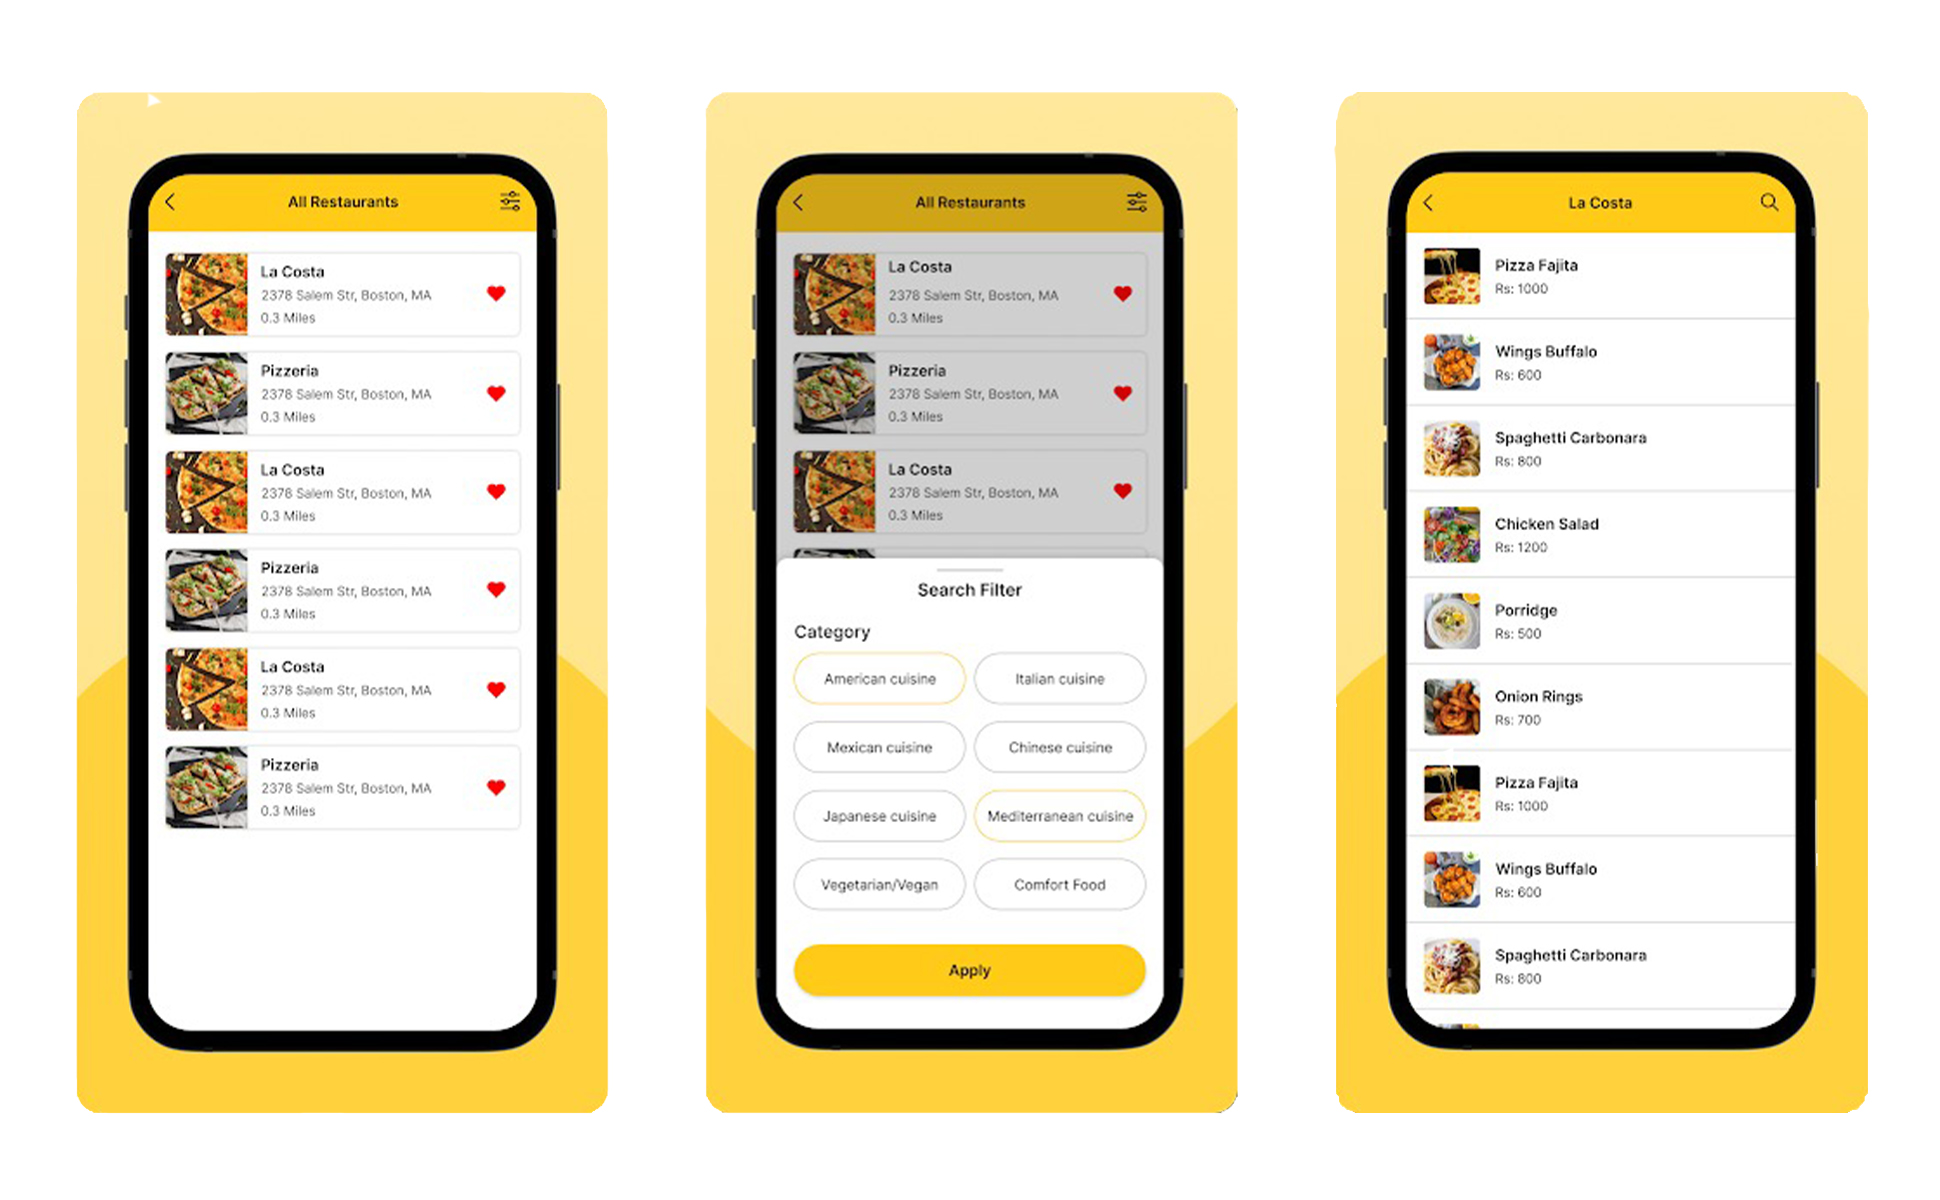 All Restaurants
La Costa
2378 Salem Str, Boston, MA
0.3 Miles
Pizzeria
2378 Salem Str, Boston, MA
0.3 Miles
La Costa
2378 Salem Str, Boston, MA
0.3 Miles
Pizzeria
2378 Salem Str, Boston, MA
0.3 Miles
La Costa
2378 Salem Str, Boston, MA
0.3 Miles
Pizzeria
2378 Salem Str, Boston, MA
0.3 Miles
All Restaurants
La Costa
2378 Salem Str, Boston, MA
0.3 Miles
Pizzeria
2378 Salem Str, Boston, MA
0.3 Miles
La Costa
2378 Salem Str, Boston, MA
0.3 Miles
Search Filter
Category
American cuisine
Italian cuisine
Mexican cuisine
Chinese cuisine
Japanese cuisine
Mediterranean cuisine
Vegetarian/Vegan
Comfort Food
Apply
La Costa
Pizza Fajita
Rs: 1000
Wings Buffalo
Rs: 600
Spaghetti Carbonara
Rs: 800
Chicken Salad
Rs: 1200
Porridge
Rs: 500
Onion Rings
Rs: 700
Pizza Fajita
Rs: 1000
Wings Buffalo
Rs: 600
Spaghetti Carbonara
Rs: 800